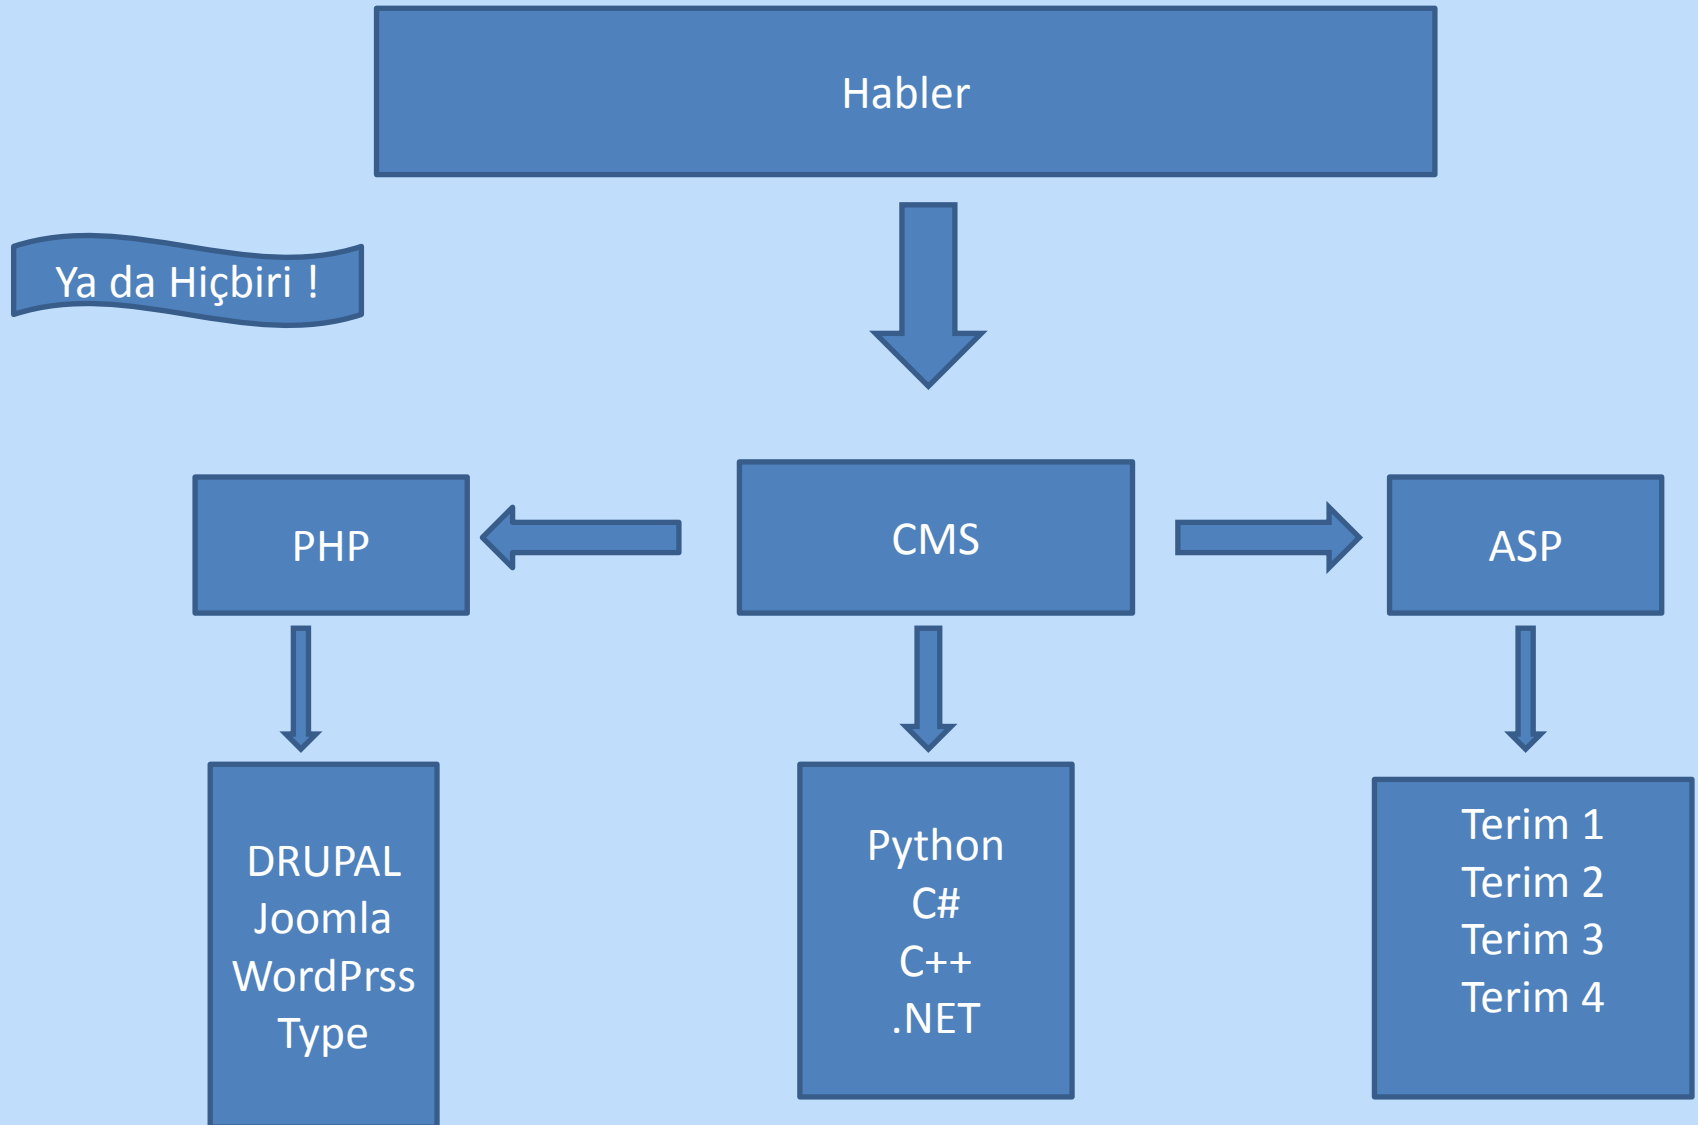 Habler
Ya da Hiçbiri !
PHP
CMS
ASP
DRUPAL
Joomla
WordPrss
Type
Python
C#
C++
.NET
Terim 1
Terim 2
Terim 3
Terim 4